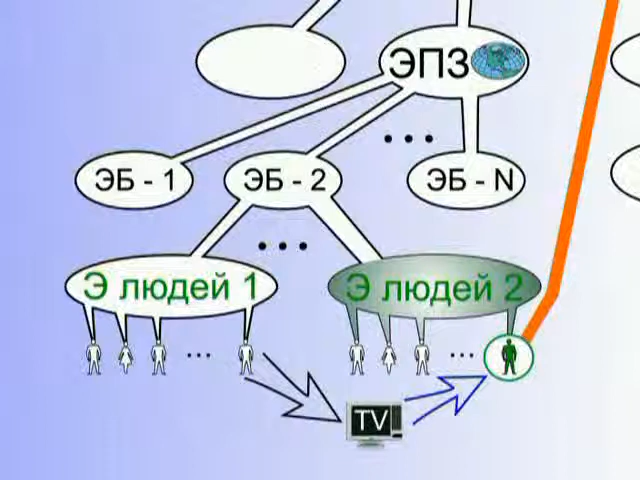 ЭПЗ
ЭБ - 1
ЭБ - 2
ЭБ - N
Э людей 1
Э людей 2
TV